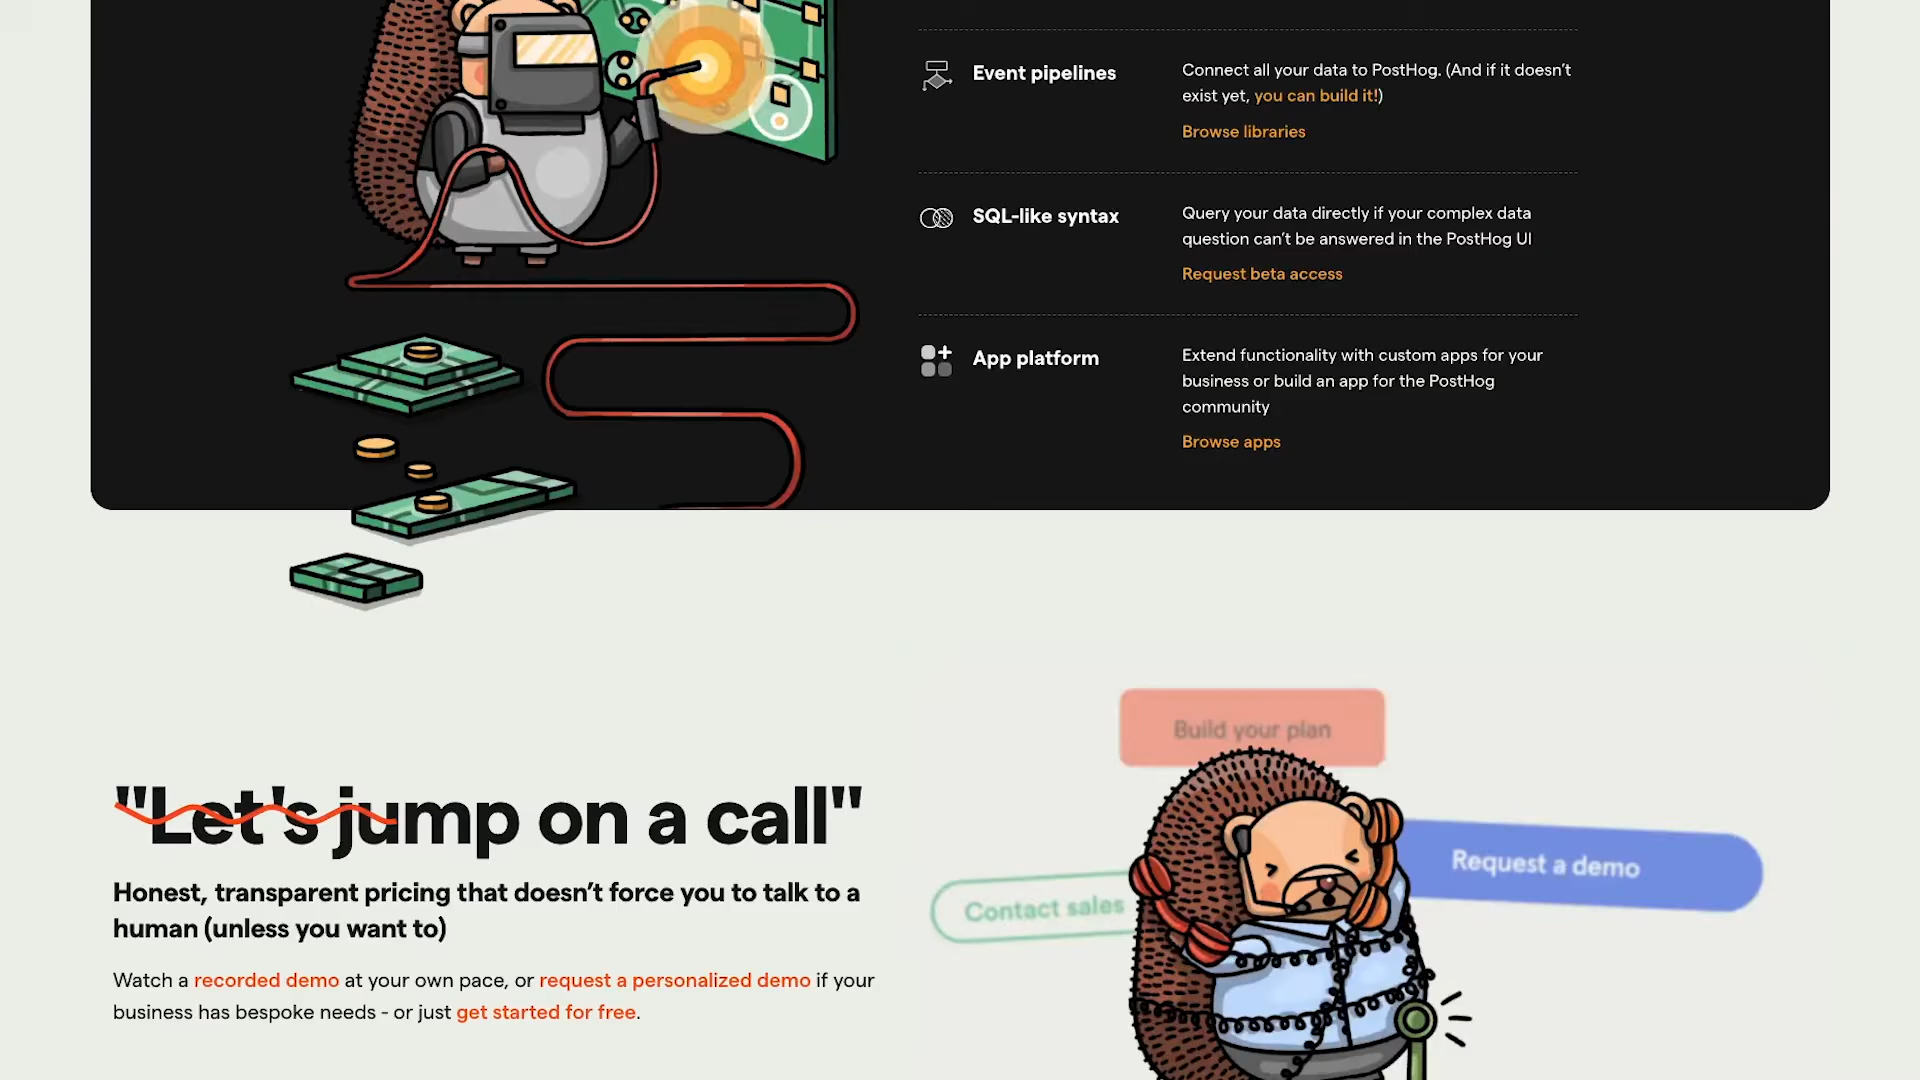 Event pipelines
Connect all your data to PostHog. (And if it doesn’t
exist yet, you can build it!)
Browse libraries
SQL-like syntax
Query your data directly if your complex data
question can’t be answered in the PostHog UI
Request beta access
App platform
Extend functionality with custom apps for your
business or build an app for the PostHog
community
Browse apps
"Let's jump on a call"
Honest, transparent pricing that doesn’t force you to talk to a
human (unless you want to)
Watch a recorded demo at your own pace, or request a personalized demo if your
business has bespoke needs - or just get started for free.
Build your plan
Request a demo
Contact sales